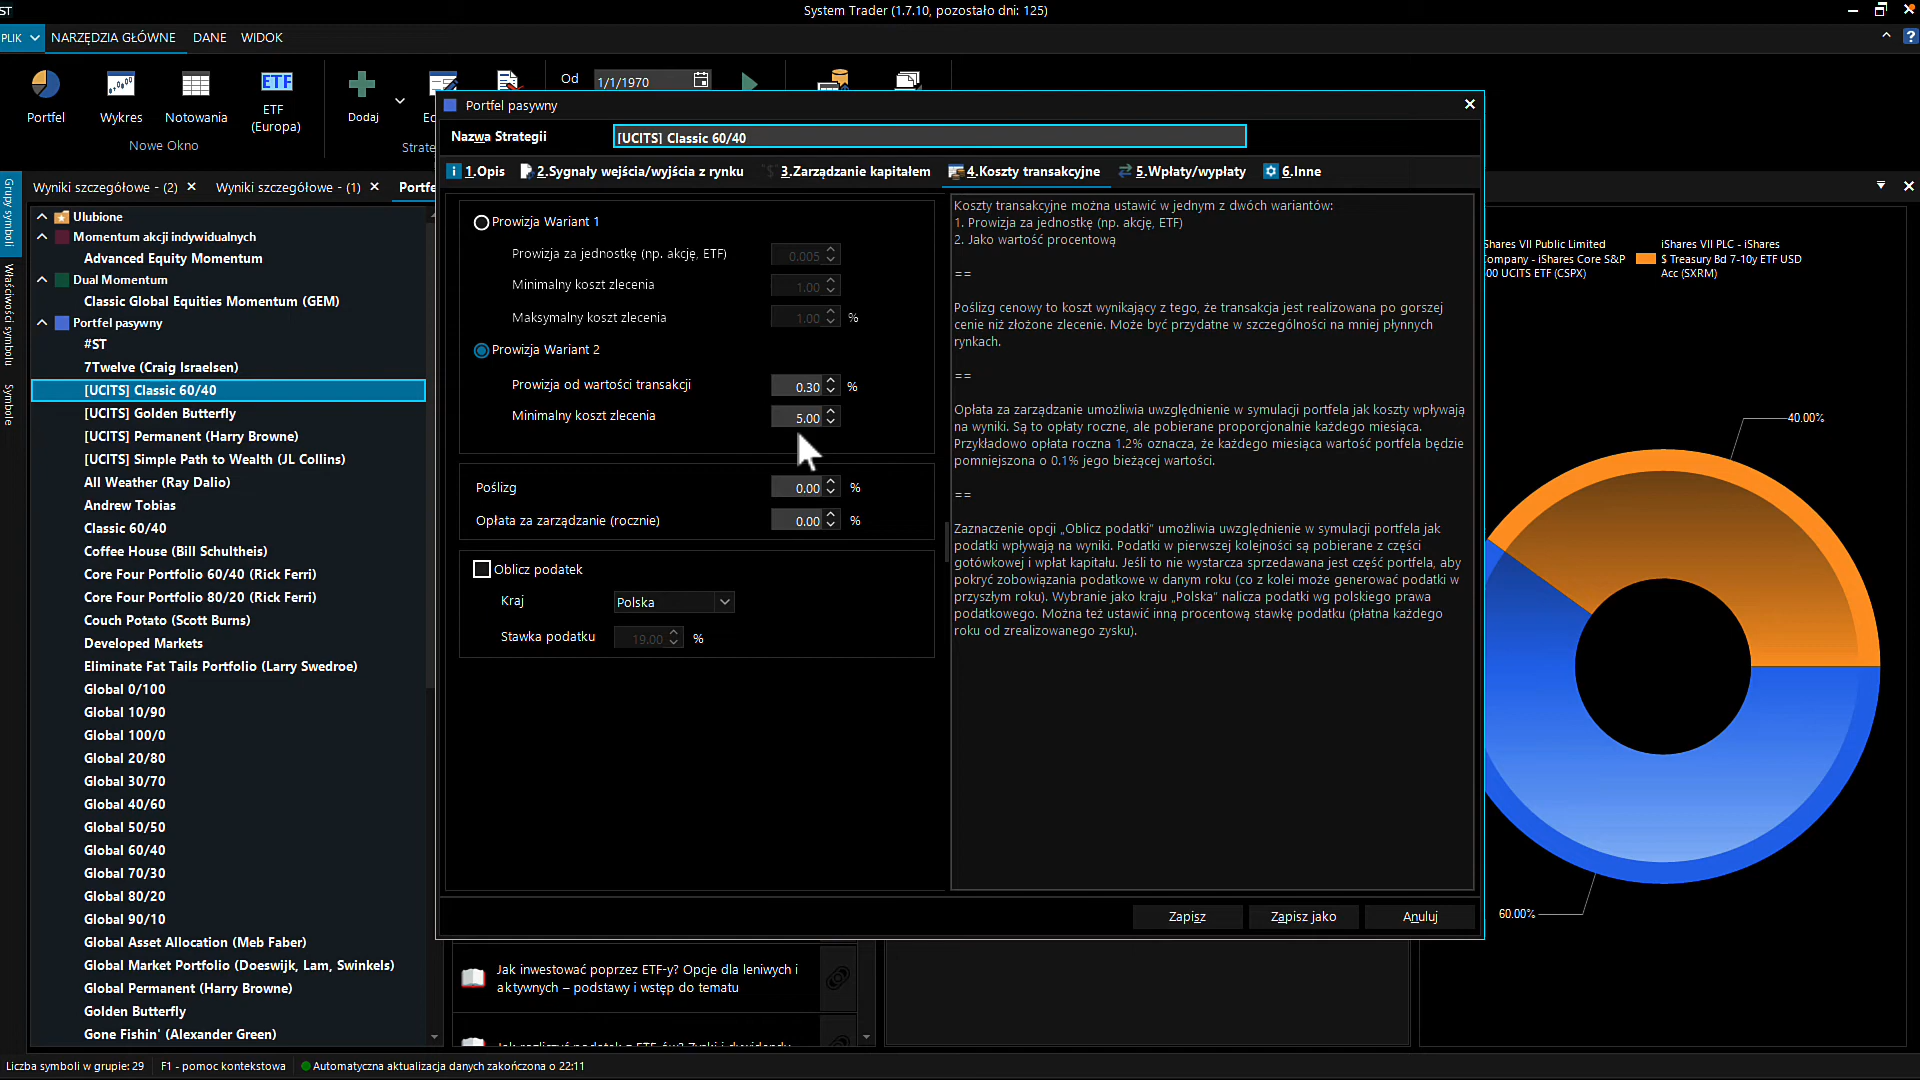 ST
System Trader (1.7.10, pozostało dni: 125)
PLIK
NARZĘDZIA GŁÓWNE
DANE
WIDOK
Portfel
Wykres
Notowania
ETF
ETF
(Europa)
Nowe Okno
Dodaj
Strate
Od
1/1/1970
Portfel pasywny
Nazwa Strategii
[UCITS] Classic 60/40
1.Opis
2.Sygnały wejścia/wyjścia z rynku
3.Zarządzanie kapitałem
4.Koszty transakcyjne
5.Wpłaty/wypłaty
6.Inne
Wyniki szczegółowe - (2)
Wyniki szczegółowe - (1)
Portfe
Grupy symboli
Właściwości symbolu
Symbole
Ulubione
Momentum akcji indywidualnych
Advanced Equity Momentum
Dual Momentum
Classic Global Equities Momentum (GEM)
Portfel pasywny
#ST
7Twelve (Craig Israelsen)
[UCITS] Classic 60/40
[UCITS] Golden Butterfly
[UCITS] Permanent (Harry Browne)
[UCITS] Simple Path to Wealth (JL Collins)
All Weather (Ray Dalio)
Andrew Tobias
Classic 60/40
Coffee House (Bill Schultheis)
Core Four Portfolio 60/40 (Rick Ferri)
Core Four Portfolio 80/20 (Rick Ferri)
Couch Potato (Scott Burns)
Developed Markets
Eliminate Fat Tails Portfolio (Larry Swedroe)
Global 0/100
Global 10/90
Global 100/0
Global 20/80
Global 30/70
Global 40/60
Global 50/50
Global 60/40
Global 70/30
Global 80/20
Global 90/10
Global Asset Allocation (Meb Faber)
Global Market Portfolio (Doeswijk, Lam, Swinkels)
Global Permanent (Harry Browne)
Golden Butterfly
Gone Fishin' (Alexander Green)
Prowizja Wariant 1
Prowizja za jednostkę (np. akcję, ETF) 0.005
Minimalny koszt zlecenia 1.00
Maksymalny koszt zlecenia 1.00 %
Prowizja Wariant 2
Prowizja od wartości transakcji 0.30 %
Minimalny koszt zlecenia 5.00
Poślizg 0.00 %
Opłata za zarządzanie (rocznie) 0.00 %
Oblicz podatek
Kraj Polska
Stawka podatku 19.00 %
Koszty transakcyjne można ustawić w jednym z dwóch wariantów:
1. Prowizja za jednostkę (np. akcję, ETF)
2. Jako wartość procentową
==
Poślizg cenowy to koszt wynikający z tego, że transakcja jest realizowana po gorszej
cenie niż złożone zlecenie. Może być przydatne w szczególności na mniej płynnych
rynkach.
==
Opłata za zarządzanie umożliwia uwzględnienie w symulacji portfela jak koszty wpływają
na wyniki. Są to opłaty roczne, ale pobierane proporcjonalnie każdego miesiąca.
Przykładowo opłata roczna 1.2% oznacza, że każdego miesiąca wartość portfela będzie
pomniejszona o 0.1% jego bieżącej wartości.
==
Zaznaczenie opcji „Oblicz podatki” umożliwia uwzględnienie w symulacji portfela jak
podatki wpływają na wyniki. Podatki w pierwszej kolejności są pobierane z części
gotówkowej i wpłat kapitału. Jeśli to nie wystarcza sprzedawana jest część portfela, aby
pokryć zobowiązania podatkowe w danym roku (co z kolei może generować podatki w
przyszłym roku). Wybranie jako kraju „Polska” nalicza podatki wg polskiego prawa
podatkowego. Można też ustawić inną procentową stawkę podatku (płatna każdego
roku od zrealizowanego zysku).
Zapisz
Zapisz jako
Anuluj
Shares VII Public Limited
ompany - iShares Core S&P
00 UCITS ETF (CSPX)
iShares VII PLC - iShares
$ Treasury Bd 7-10y ETF USD
Acc (SXRM)
40.00%
60.00%
Jak inwestować poprzez ETF-y? Opcje dla leniwych i
aktywnych – podstawy i wstęp do tematu
Liczba symboli w grupie: 29
F1 - pomoc kontekstowa
Automatyczna aktualizacja danych zakończona o 22:11